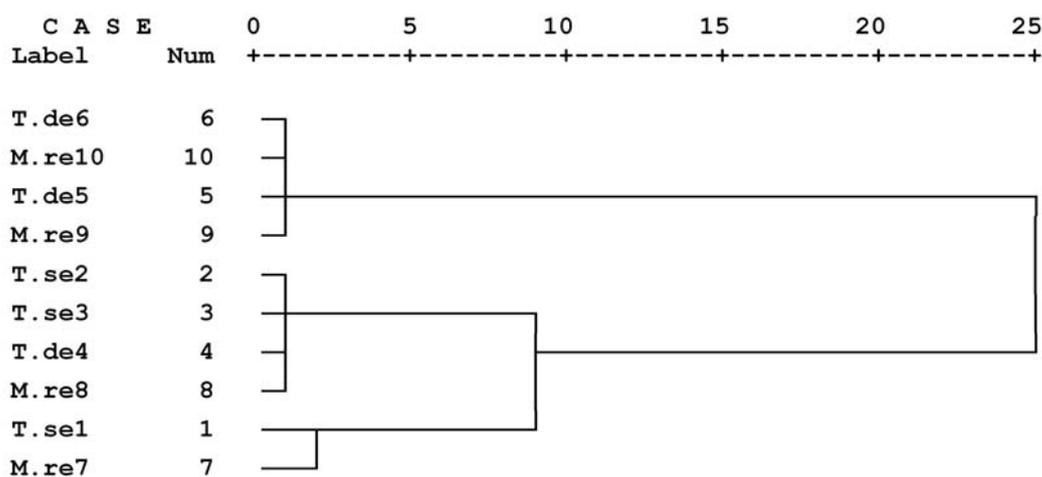 C A S E 0 5 10 15 20 25
Label Num +---------+---------+---------+---------+---------+
T.de6 6
M.re10 10
T.de5 5
M.re9 9
T.se2 2
T.se3 3
T.de4 4
M.re8 8
T.se1 1
M.re7 7